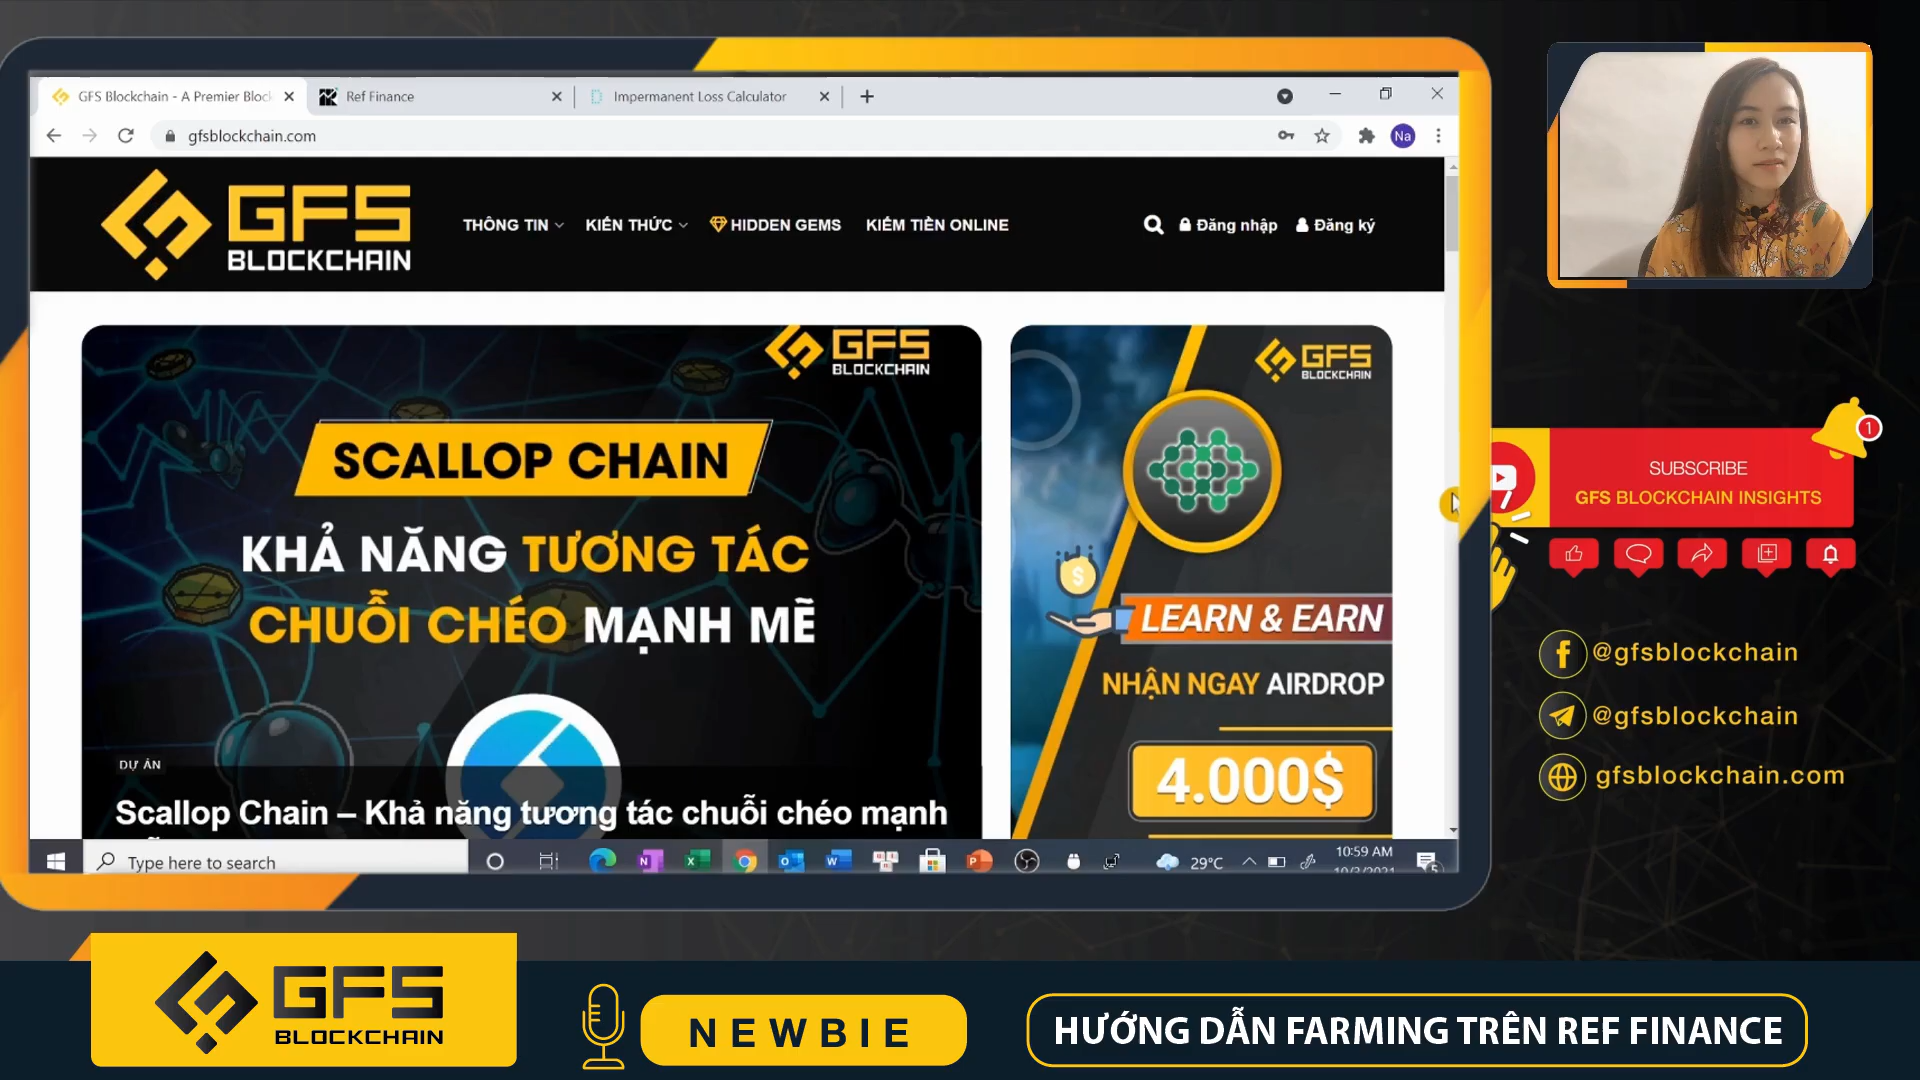 GFS Blockchain - A Premier Block
Ref Finance
Impermanent Loss Calculator
gfsblockchain.com
Na
GFS
BLOCKCHAIN
THÔNG TIN
KIẾN THỨC
HIDDEN GEMS
KIẾM TIỀN ONLINE
Đăng nhập
Đăng ký
GFS
BLOCKCHAIN
SCALLOP CHAIN
KHẢ NĂNG TƯƠNG TÁC
CHUỖI CHÉO MẠNH MẼ
DỰ ÁN
Scallop Chain – Khả năng tương tác chuỗi chéo mạnh
GFS
BLOCKCHAIN
LEARN & EARN
NHẬN NGAY AIRDROP
4.000$
Type here to search
29°C
10:59 AM
SUBSCRIBE
GFS BLOCKCHAIN INSIGHTS
1
@gfsblockchain
@gfsblockchain
gfsblockchain.com
GFS
BLOCKCHAIN
NEWBIE
HƯỚNG DẪN FARMING TRÊN REF FINANCE